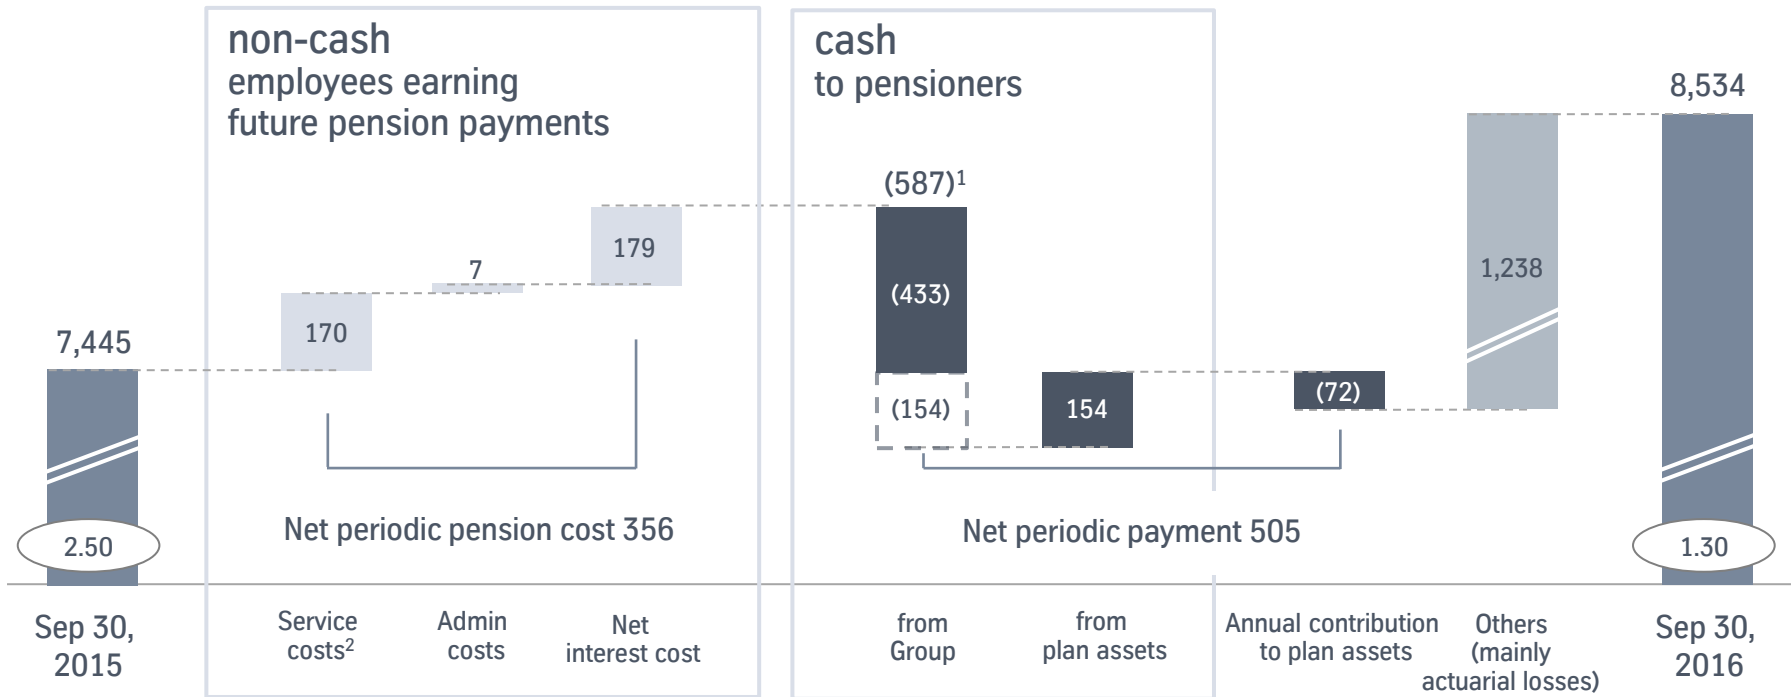 non-cash
employees earning
future pension payments
cash
to pensioners
7,445
170
7
179
(587)1
(433)
(154)
154
(72)
1,238
8,534
Net periodic pension cost 356
Net periodic payment 505
2.50
1.30
Sep 30,
2015
Service
costs2
Admin
costs
Net
interest cost
from
Group
from
plan assets
Annual contribution
to plan assets
Others
(mainly
actuarial losses)
Sep 30,
2016